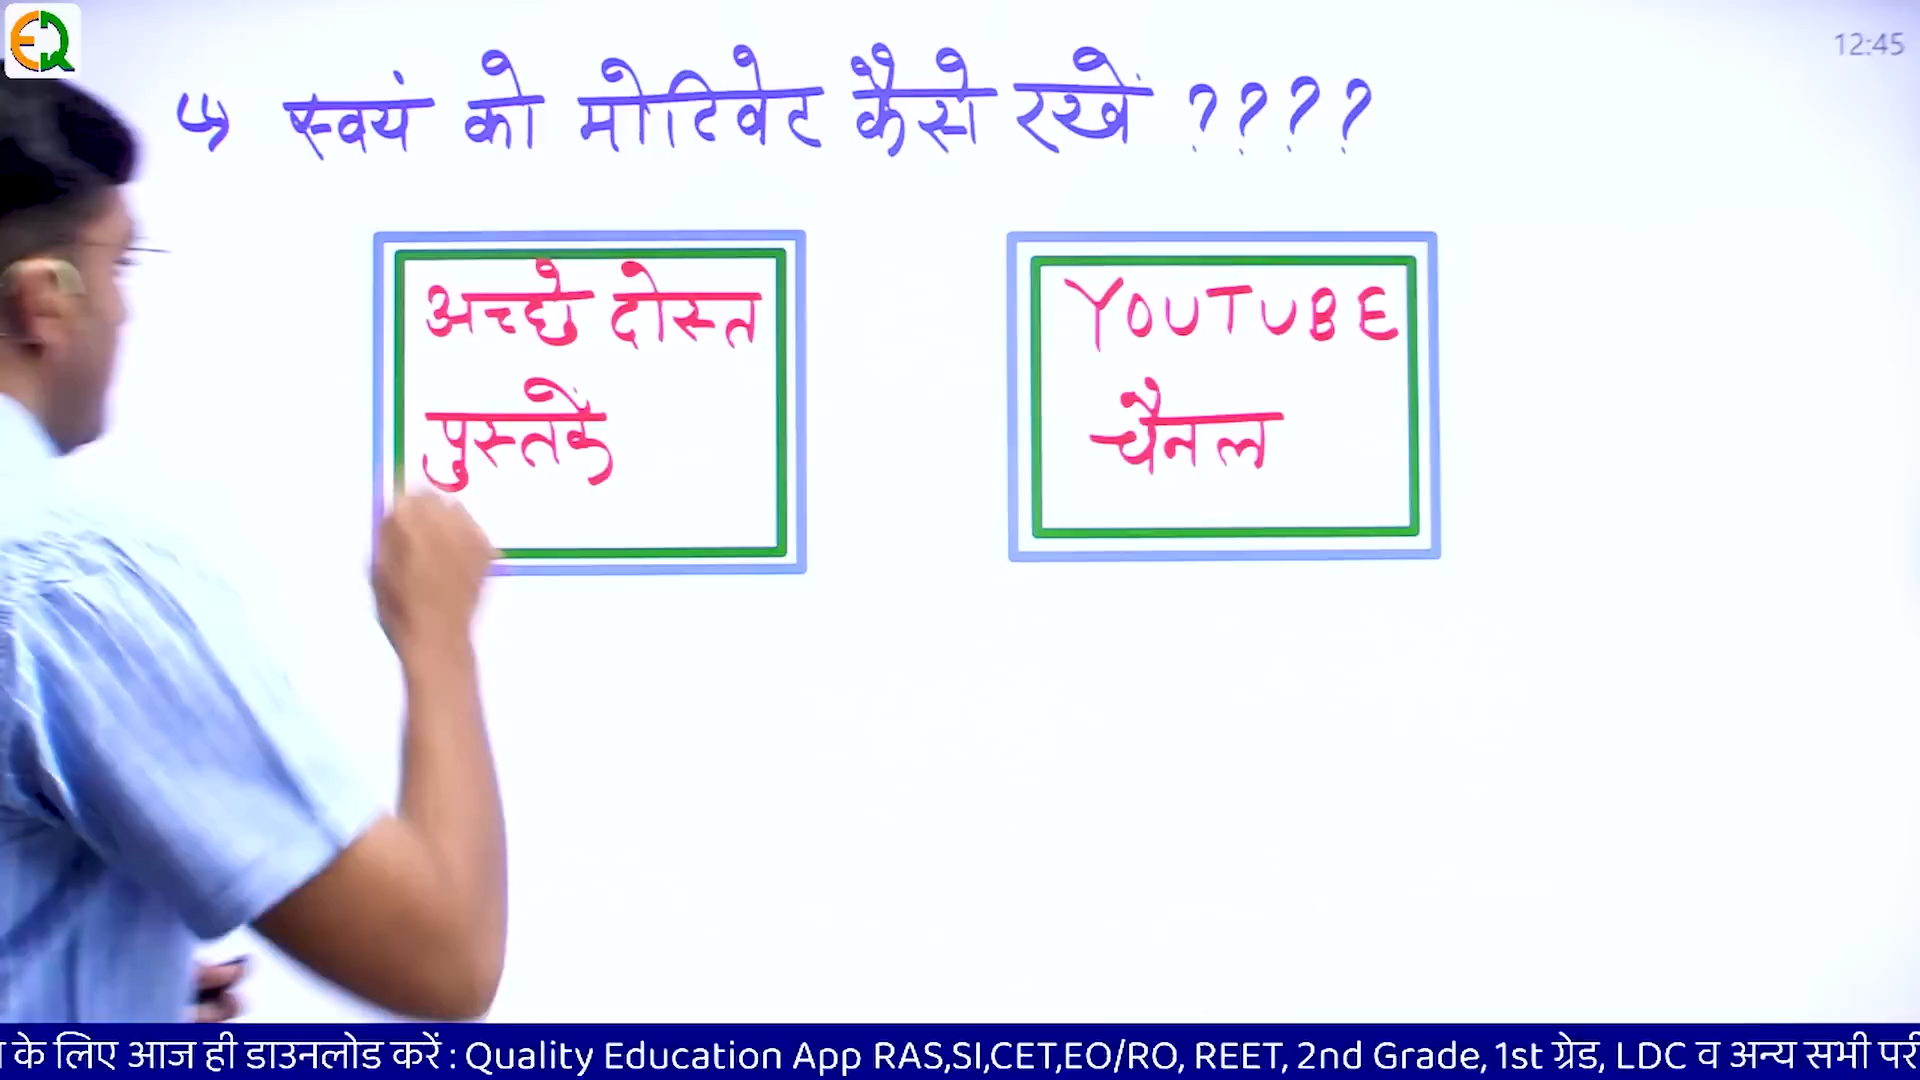 EQ
12:45
स्वयं को मोटिवेट कैसे रखें ????
अच्छे दोस्त
पुस्तकें
YOUTUBE
चैनल
के लिए आज ही डाउनलोड करें : Quality Education App RAS,SI,CET,EO/RO, REET, 2nd Grade, 1st ग्रेड, LDC व अन्य सभी